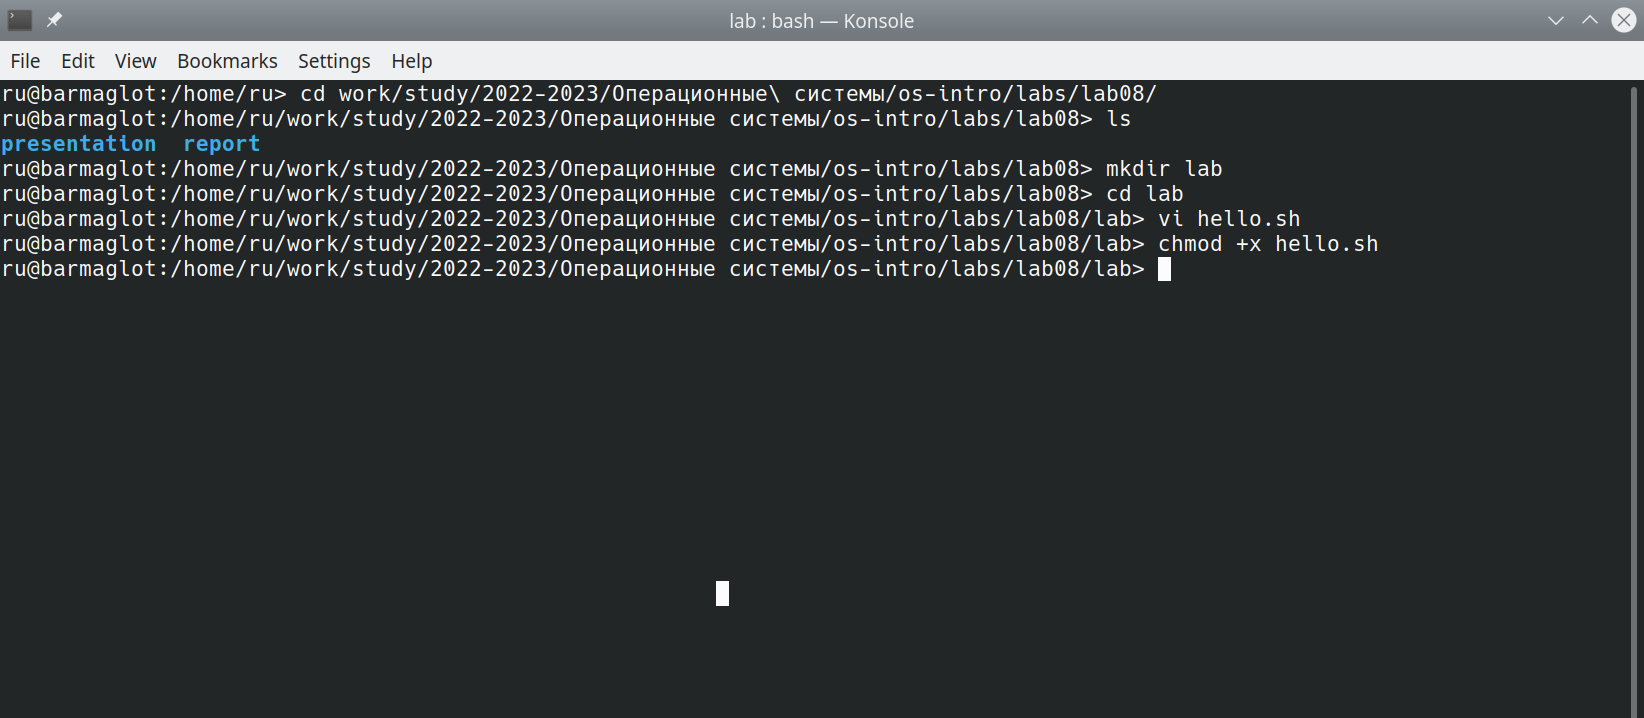 lab : bash — Konsole
File Edit View Bookmarks Settings Help
ru@barmaglot:/home/ru> cd work/study/2022-2023/Операционные\ системы/os-intro/labs/lab08/
ru@barmaglot:/home/ru/work/study/2022-2023/Операционные системы/os-intro/labs/lab08> ls
presentation  report
ru@barmaglot:/home/ru/work/study/2022-2023/Операционные системы/os-intro/labs/lab08> mkdir lab
ru@barmaglot:/home/ru/work/study/2022-2023/Операционные системы/os-intro/labs/lab08> cd lab
ru@barmaglot:/home/ru/work/study/2022-2023/Операционные системы/os-intro/labs/lab08/lab> vi hello.sh
ru@barmaglot:/home/ru/work/study/2022-2023/Операционные системы/os-intro/labs/lab08/lab> chmod +x hello.sh
ru@barmaglot:/home/ru/work/study/2022-2023/Операционные системы/os-intro/labs/lab08/lab>